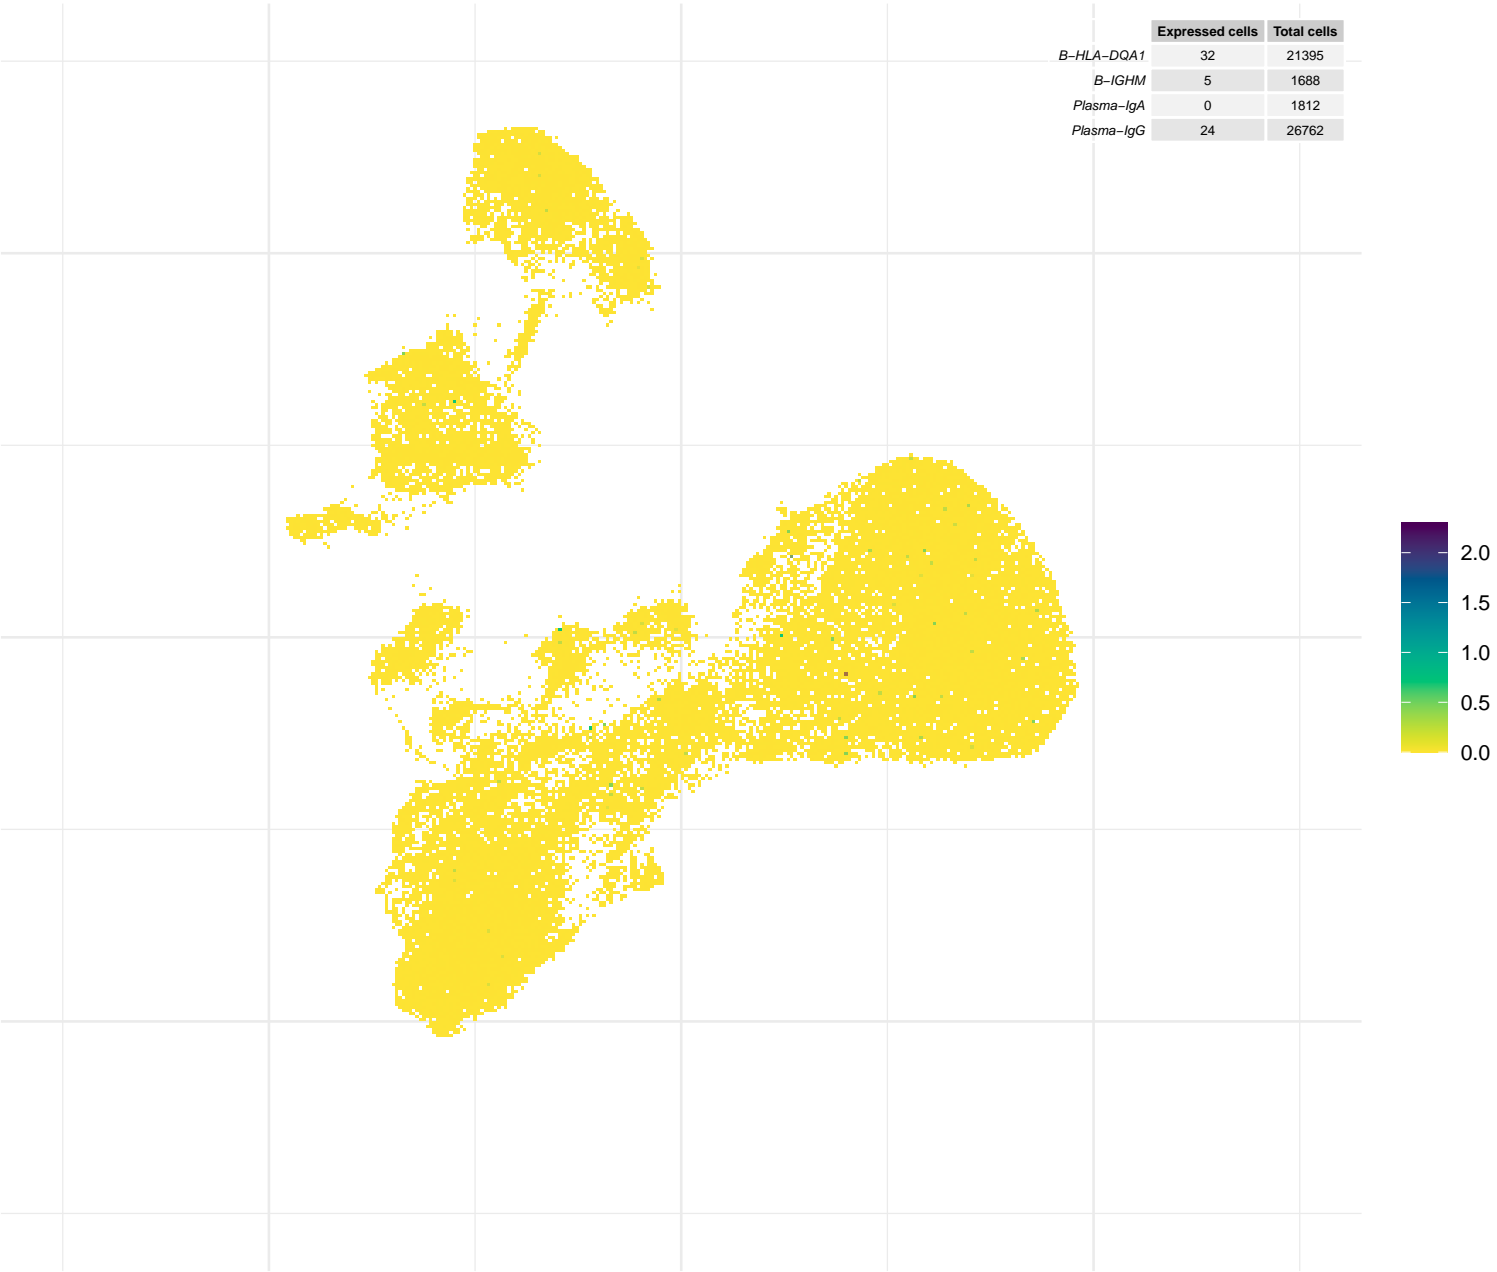 Expressed cells Total cells
B−HLA−DQA1 32 21395
B−IGHM 5 1688
Plasma−IgA 0 1812
Plasma−IgG 24 26762
2.0
1.5
1.0
0.5
0.0